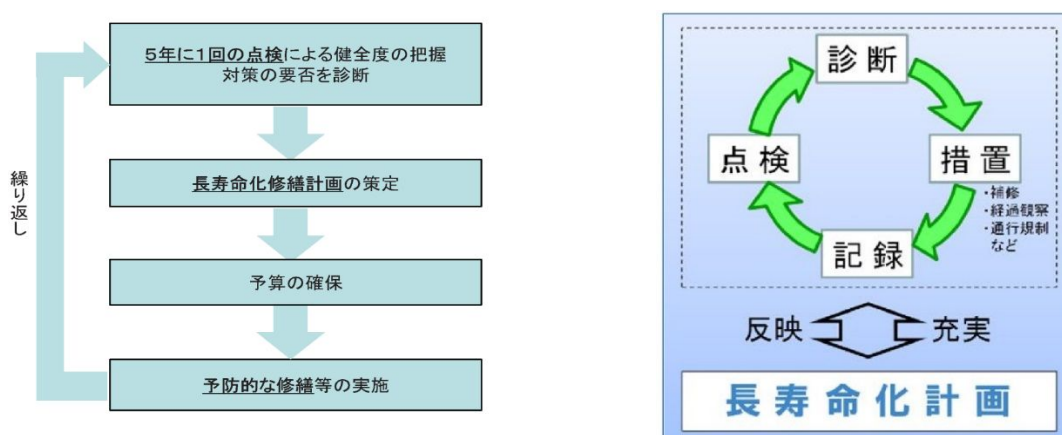 5年に1回の点検による健全度の把握
対策の要否を診断
長寿命化修繕計画の策定
予算の確保
予防的な修繕等の実施
繰り返し
診断
点検
措置
・補修
・経過観察
・通行規制
など
記録
反映
充実
長寿命化計画